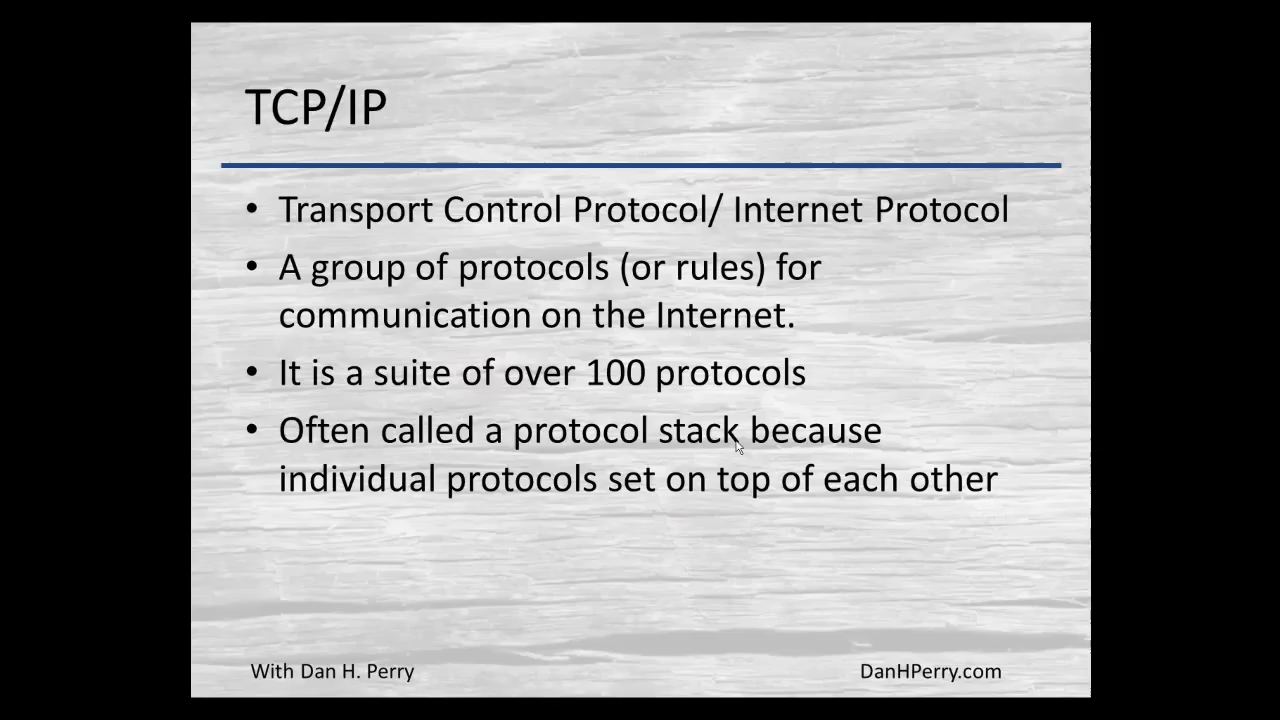 TCP/IP
• Transport Control Protocol/ Internet Protocol
• A group of protocols (or rules) for
communication on the Internet.
• It is a suite of over 100 protocols
• Often called a protocol stack because
individual protocols set on top of each other
With Dan H. Perry
DanHPerry.com